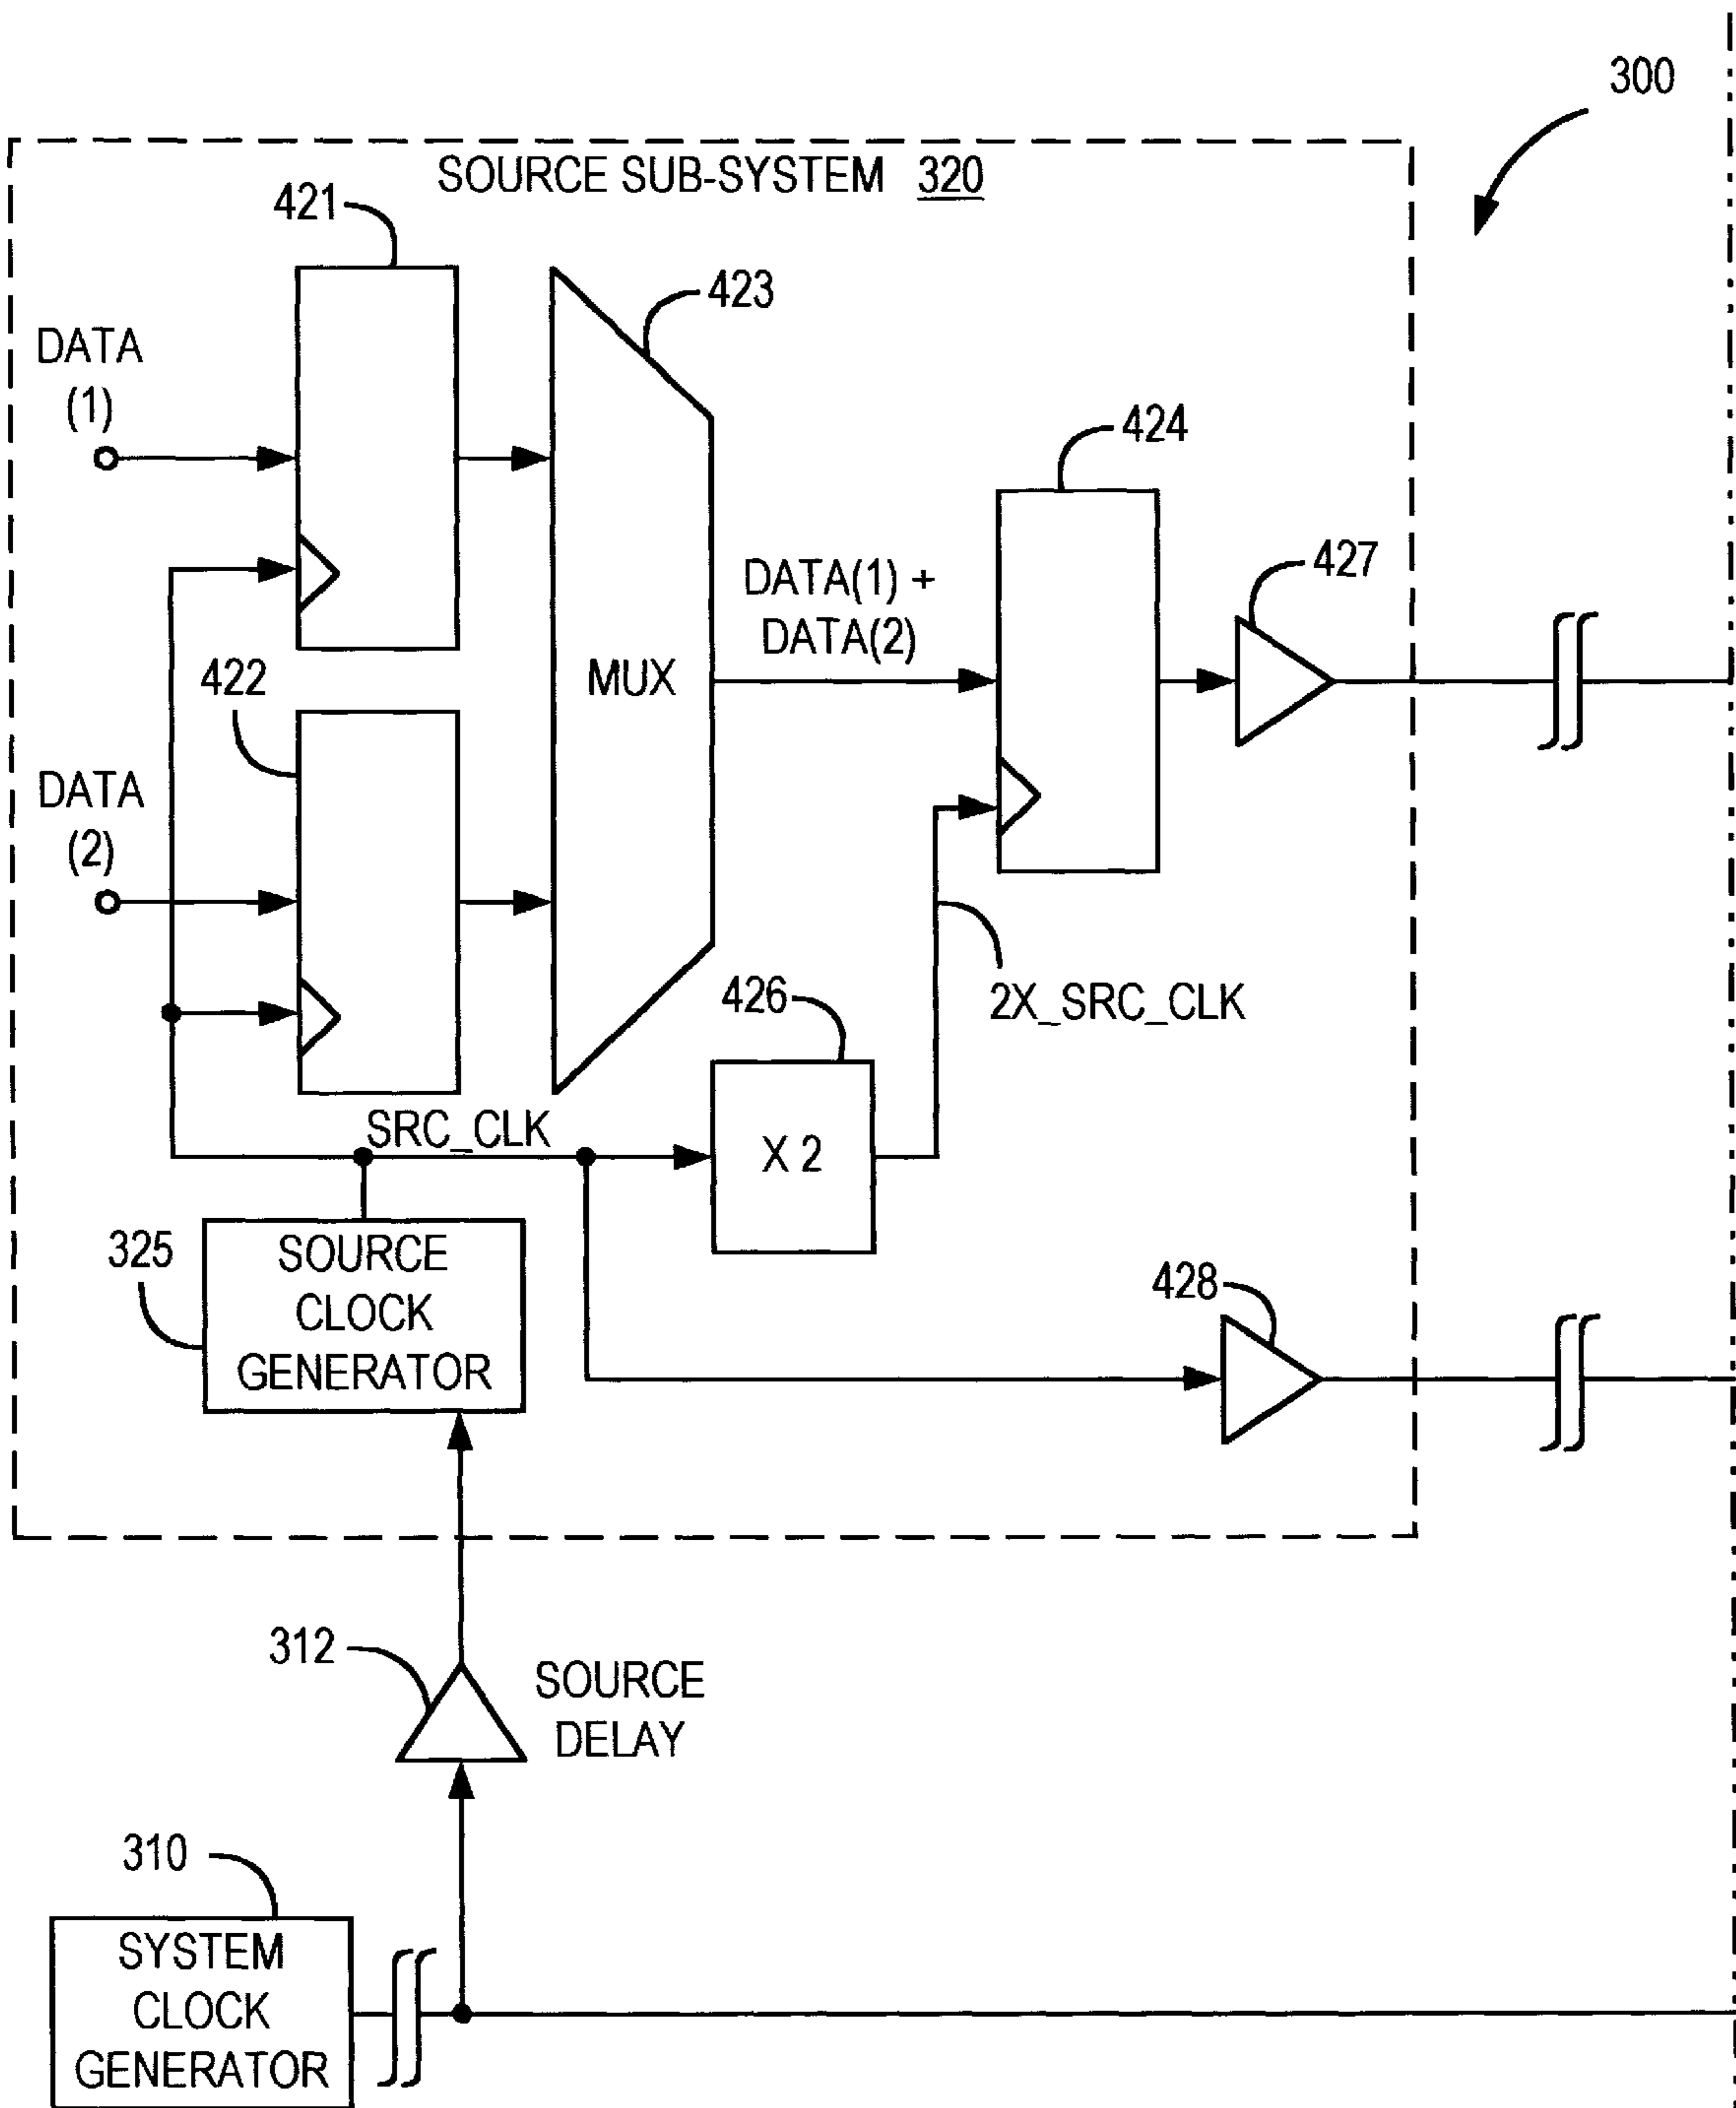 300
SOURCE SUB-SYSTEM 320
421
423
DATA
(1)
424
427
DATA(1) +
DATA(2)
422
MUX
DATA
(2)
426
2X_SRC_CLK
SRC_CLK
X 2
325
SOURCE
CLOCK
GENERATOR
428
312
SOURCE
DELAY
310
SYSTEM
CLOCK
GENERATOR